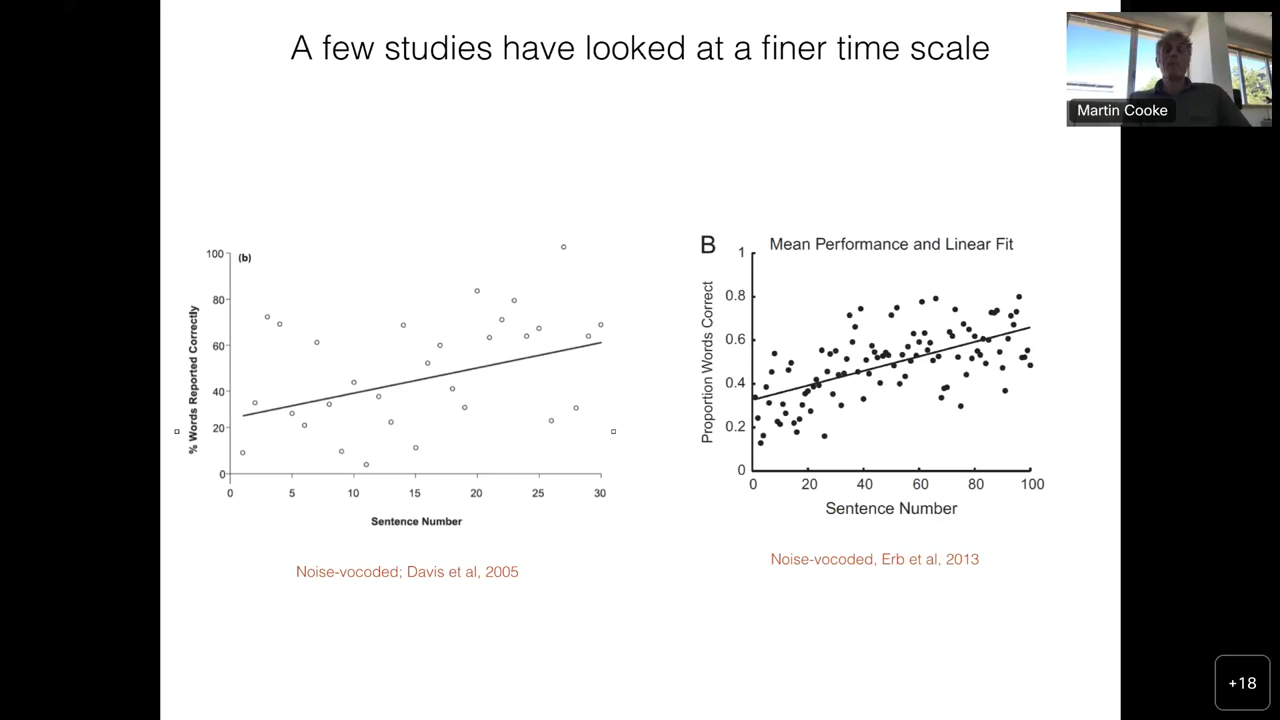 A few studies have looked at a finer time scale
Martin Cooke
(b)
% Words Reported Correctly
100
80
60
40
20
0
0 5 10 15 20 25 30
Sentence Number
Noise-vocoded; Davis et al, 2005
B Mean Performance and Linear Fit
Proportion Words Correct
1
0.8
0.6
0.4
0.2
0
0 20 40 60 80 100
Sentence Number
Noise-vocoded, Erb et al, 2013
+18